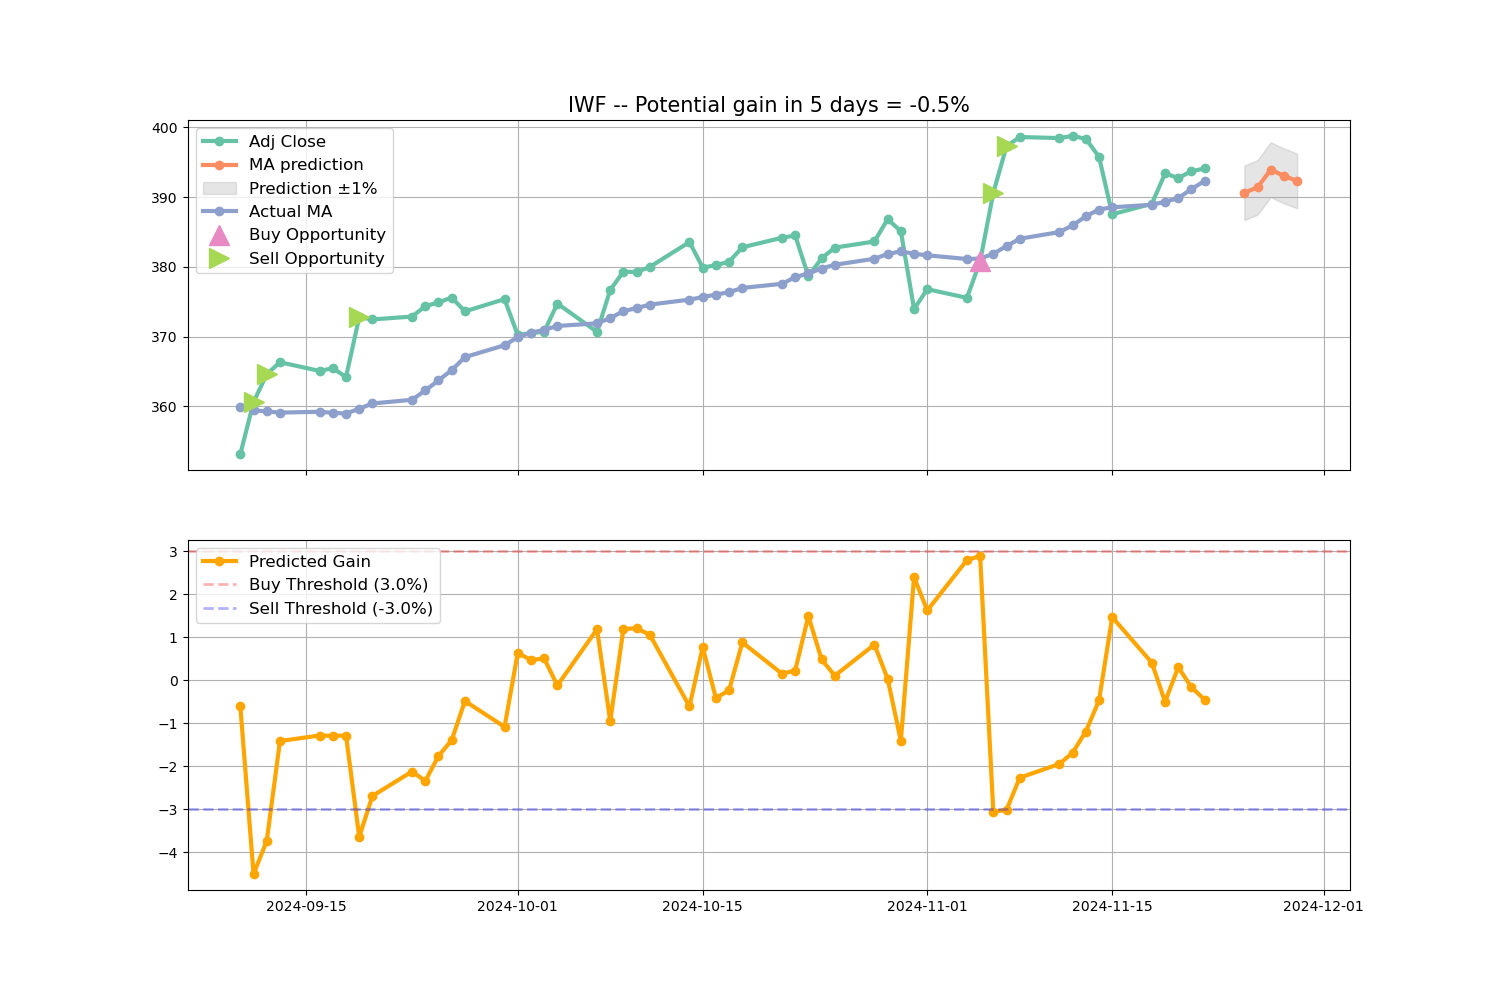 IWF -- Potential gain in 5 days = -0.5%
400
390
380
370
360
Adj Close
MA prediction
Prediction ±1%
Actual MA
Buy Opportunity
Sell Opportunity
3
2
1
0
−1
−2
−3
−4
Predicted Gain
Buy Threshold (3.0%)
Sell Threshold (-3.0%)
2024-09-15
2024-10-01
2024-10-15
2024-11-01
2024-11-15
2024-12-01